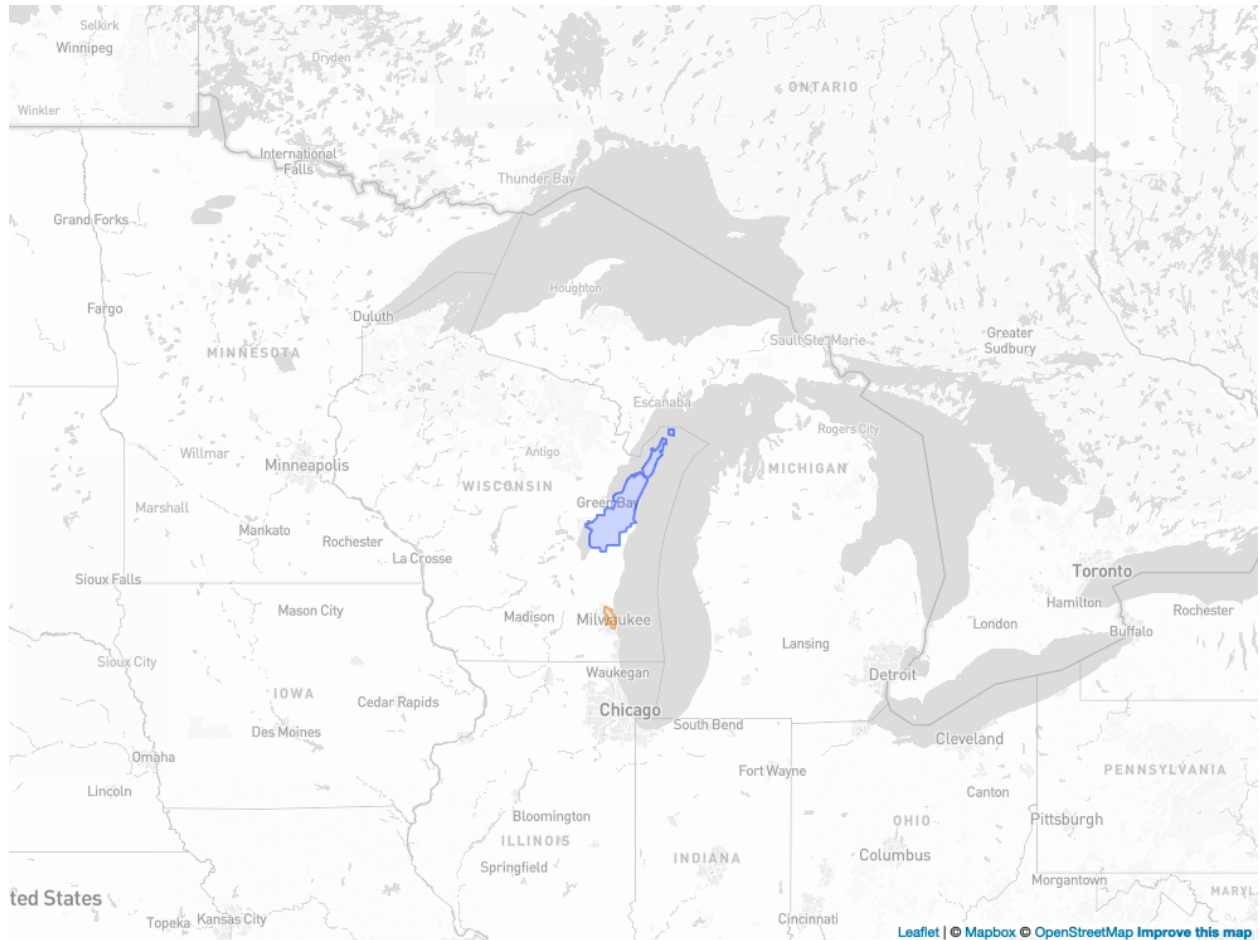 Selkirk
Winnipeg
Dryden
ONTARIO
Winkler
International
Falls
Thunder Bay
Grand Forks
Houghton
Fargo
Duluth
Greater
Sudbury
Sault Ste. Marie
MINNESOTA
Escanaba
Rogers City
Antigo
Willmar
Minneapolis
MICHIGAN
WISCONSIN
Green Bay
Marshall
Mankato
Rochester
La Crosse
Toronto
Sioux Falls
Hamilton
Rochester
Mason City
Madison
Milwaukee
London
Buffalo
Lansing
Sioux City
Waukegan
Detroit
IOWA
Cedar Rapids
Chicago
South Bend
Des Moines
Cleveland
Omaha
Fort Wayne
PENNSYLVANIA
Lincoln
Canton
Bloomington
OHIO
Pittsburgh
ILLINOIS
Springfield
INDIANA
Columbus
Morgantown
MARYL
ted States
Topeka
Kansas City
Cincinnati
Leaflet | © Mapbox © OpenStreetMap Improve this map